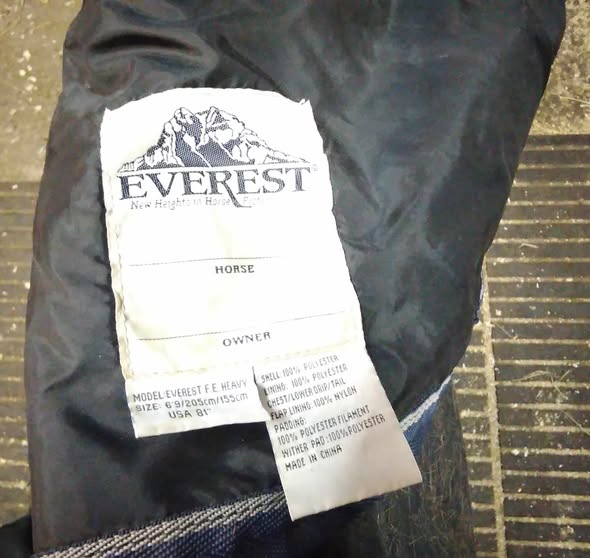 EVEREST
New Heights in Horse
HORSE
OWNER
MODEL:EVEREST F.E. HEAVY
SIZE: 6'9/205cm/155cm
USA 81"
SHELL:100% POLYESTER
LINING: 100% POLYESTER
CHEST/LOWER GRIP/TAIL
FLAP LINING:100% NYLON
PADDING:
100% POLYESTER FILAMENT
WITHER PAD:100%POLYESTER
MADE IN CHINA